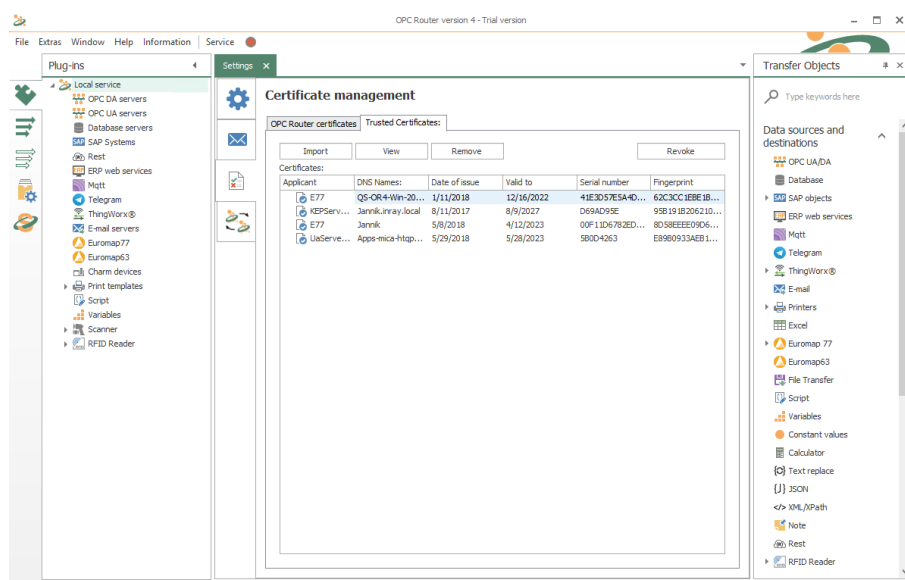 OPC Router version 4 - Trial version
File Extras Window Help Information Service
Plug-ins
Local service
OPC DA servers
OPC UA servers
Database servers
SAP SAP Systems
Rest
ERP ERP web services
Mqtt
Telegram
ThingWorx®
E-mail servers
Euromap77
Euromap63
Charm devices
Print templates
Script
Variables
Scanner
RFID Reader
Settings
Certificate management
OPC Router certificates Trusted Certificates:
Import View Remove Revoke
Certificates:
Applicant DNS Names: Date of issue Valid to Serial number Fingerprint
E77 QS-OR4-Win-20... 1/11/2018 12/16/2022 41E3D57E5A4D... 62C3CC1EBE1B...
KEPServ... Jannik.inray.local 8/11/2017 8/9/2027 D69AD95E 95B191B206210...
E77 Jannik 5/8/2018 4/12/2023 00F11D6782ED... 8D58EEEE09D6...
UaServe... Apps-mica-htqp... 5/29/2018 5/28/2023 5B0D4263 E89B0933AEB1...
Transfer Objects
Type keywords here
Data sources and
destinations
OPC UA/DA
Database
SAP SAP objects
ERP ERP web services
Mqtt
Telegram
ThingWorx®
E-mail
Printers
Excel
Euromap 77
Euromap63
File Transfer
Script
Variables
Constant values
Calculator
Text replace
{J} JSON
</> XML/XPath
Note
Rest
RFID Reader